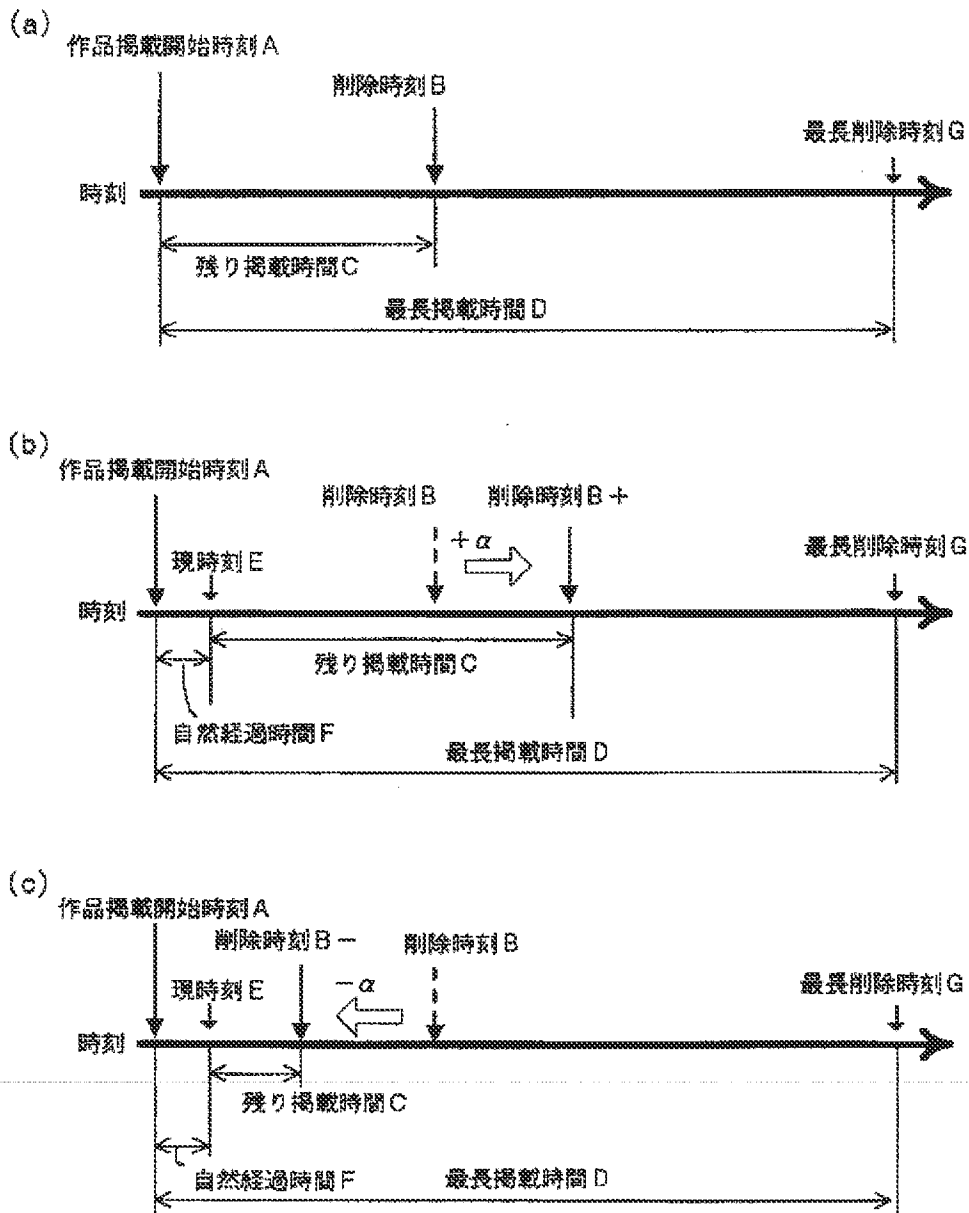 (a)
作品掲載開始時刻A
削除時刻B
最長削除時刻G
時刻
残り掲載時間C
最長掲載時間D
(b)
作品掲載開始時刻A
削除時刻B 削除時刻B+
+α
現時刻E
最長削除時刻G
時刻
残り掲載時間C
自然経過時間F
最長掲載時間D
(c)
作品掲載開始時刻A
削除時刻B- 削除時刻B
現時刻E
-α
最長削除時刻G
時刻
残り掲載時間C
自然経過時間F
最長掲載時間D